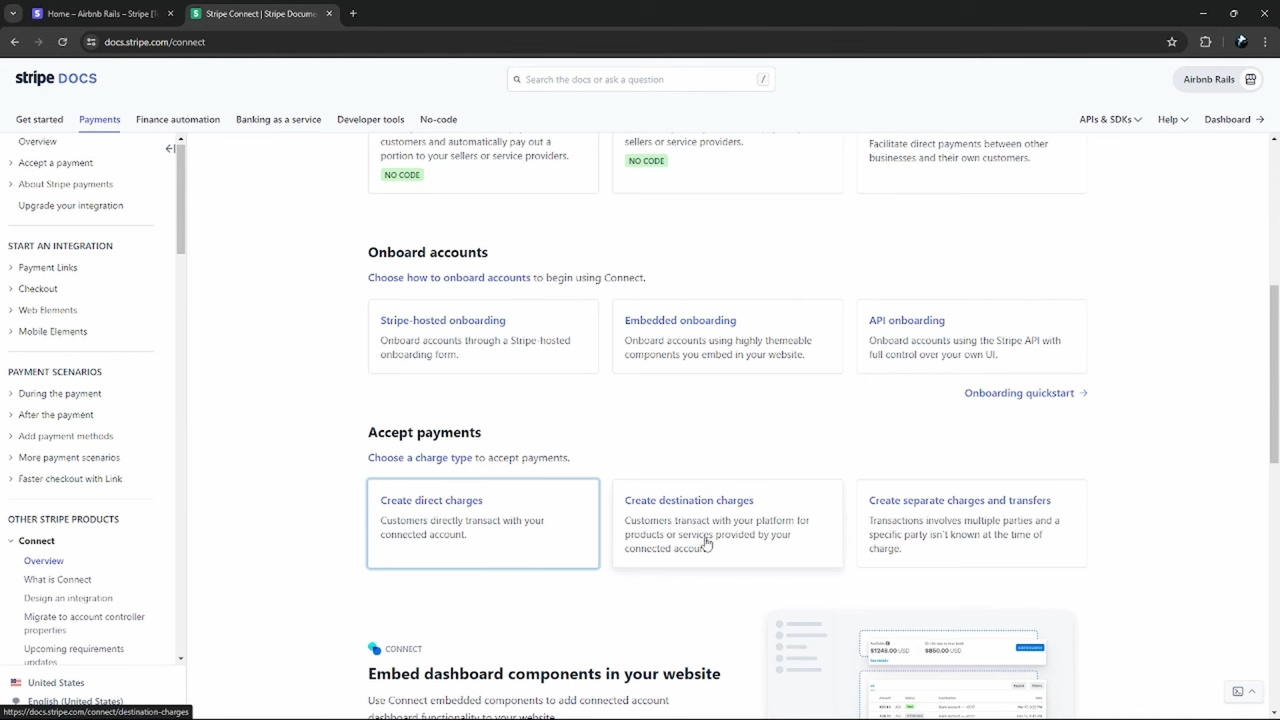 Home – Airbnb Rails – Stripe [T
Stripe Connect | Stripe Docume
docs.stripe.com/connect
stripe DOCS
Search the docs or ask a question
/
Airbnb Rails
Get started
Payments
Finance automation
Banking as a service
Developer tools
No-code
APIs & SDKs
Help
Dashboard →
Overview
Accept a payment
About Stripe payments
Upgrade your integration
START AN INTEGRATION
Payment Links
Checkout
Web Elements
Mobile Elements
PAYMENT SCENARIOS
During the payment
After the payment
Add payment methods
More payment scenarios
Faster checkout with Link
OTHER STRIPE PRODUCTS
Connect
Overview
What is Connect
Design an integration
Migrate to account controller
properties
Upcoming requirements
updates
United States
English (United States)
https://docs.stripe.com/connect/destination-charges
customers and automatically pay out a
portion to your sellers or service providers.
NO CODE
sellers or service providers.
NO CODE
Facilitate direct payments between other
businesses and their own customers.
Onboard accounts
Choose how to onboard accounts to begin using Connect.
Stripe-hosted onboarding
Onboard accounts through a Stripe-hosted
onboarding form.
Embedded onboarding
Onboard accounts using highly themeable
components you embed in your website.
API onboarding
Onboard accounts using the Stripe API with
full control over your own UI.
Onboarding quickstart →
Accept payments
Choose a charge type to accept payments.
Create direct charges
Customers directly transact with your
connected account.
Create destination charges
Customers transact with your platform for
products or services provided by your
connected account.
Create separate charges and transfers
Transactions involves multiple parties and a
specific party isn't known at the time of
charge.
CONNECT
Embed dashboard components in your website
Use Connect embedded components to add connected account
dashboard functionality to your website.
$1248.00 USD
$850.00 USD